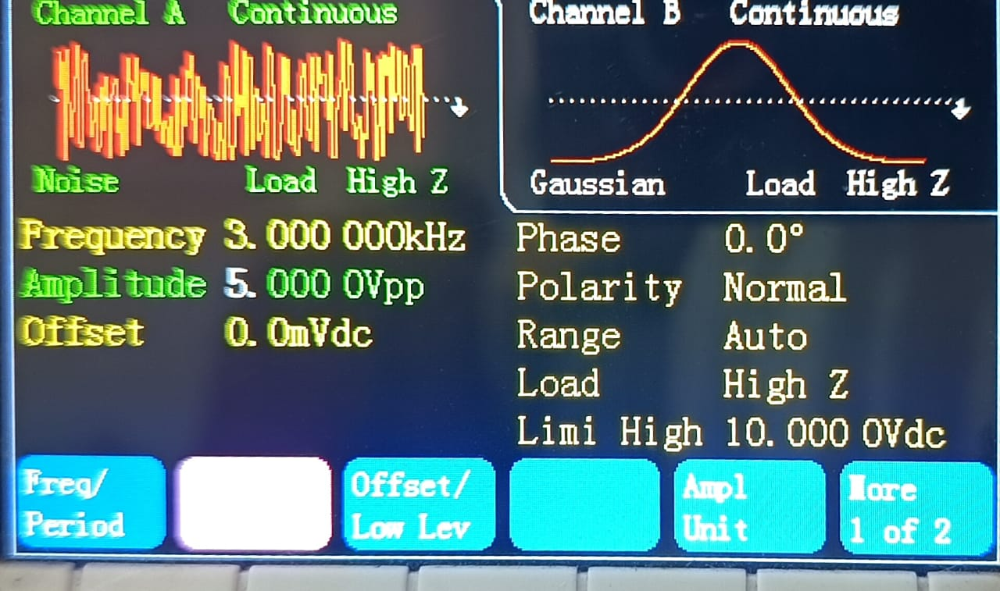 Channel A Continuous
Noise Load High Z
Channel B Continuous
Gaussian Load High Z
Frequency 3.000 000kHz
Amplitude 5.000 0Vpp
Offset 0.0mVdc
Phase 0.0°
Polarity Normal
Range Auto
Load High Z
Limi High 10.000 0Vdc
Freq/
Period
Offset/
Low Lev
Ampl
Unit
More
1 of 2